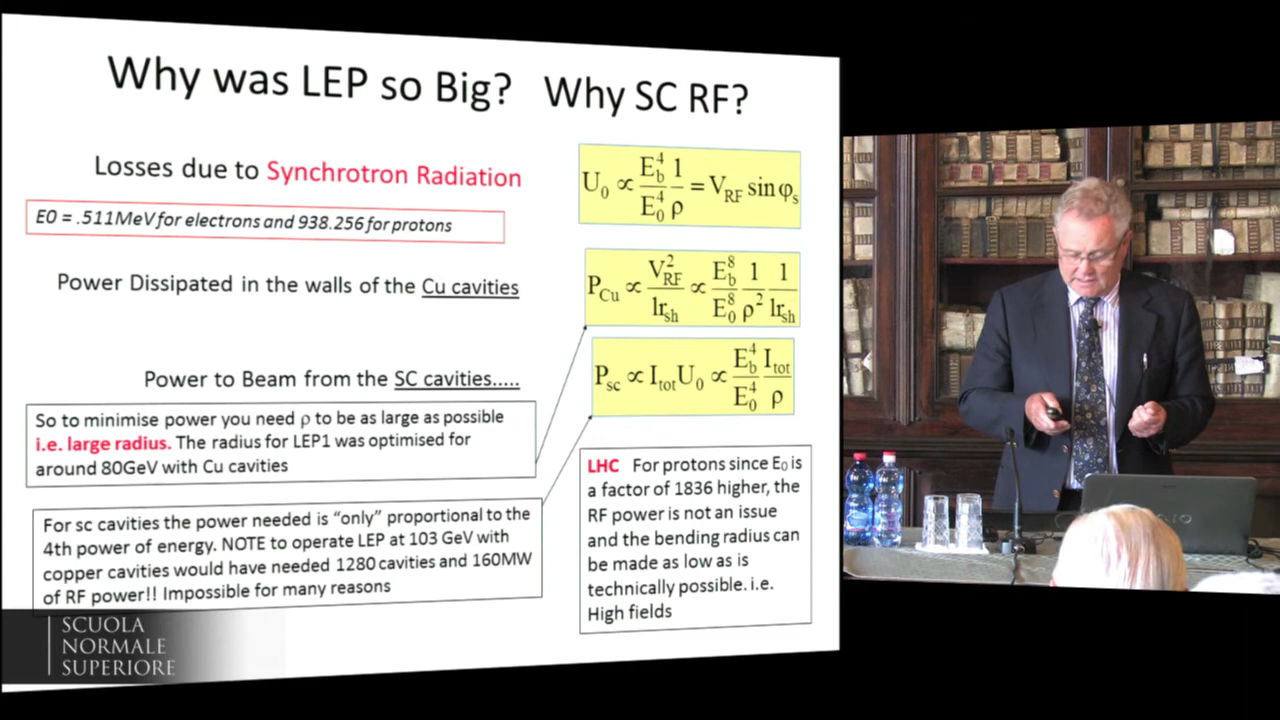 Why was LEP so Big? Why SC RF?
Losses due to Synchrotron Radiation
U₀ ∝ E_b⁴/E₀⁴ 1/ρ = V_RF sin φ_s
E0 = .511MeV for electrons and 938.256 for protons
Power Dissipated in the walls of the Cu cavities
P_Cu ∝ V_RF²/lr_sh ∝ E_b⁸/E₀⁸ 1/ρ² 1/lr_sh
Power to Beam from the SC cavities.....
P_sc ∝ I_tot U₀ ∝ E_b⁴/E₀⁴ I_tot/ρ
So to minimise power you need ρ to be as large as possible
i.e. large radius. The radius for LEP1 was optimised for
around 80GeV with Cu cavities
For sc cavities the power needed is “only” proportional to the
4th power of energy. NOTE to operate LEP at 103 GeV with
copper cavities would have needed 1280 cavities and 160MW
of RF power!! Impossible for many reasons
LHC For protons since E₀ is
a factor of 1836 higher, the
RF power is not an issue
and the bending radius can
be made as low as is
technically possible. i.e.
High fields
SCUOLA
NORMALE
SUPERIORE